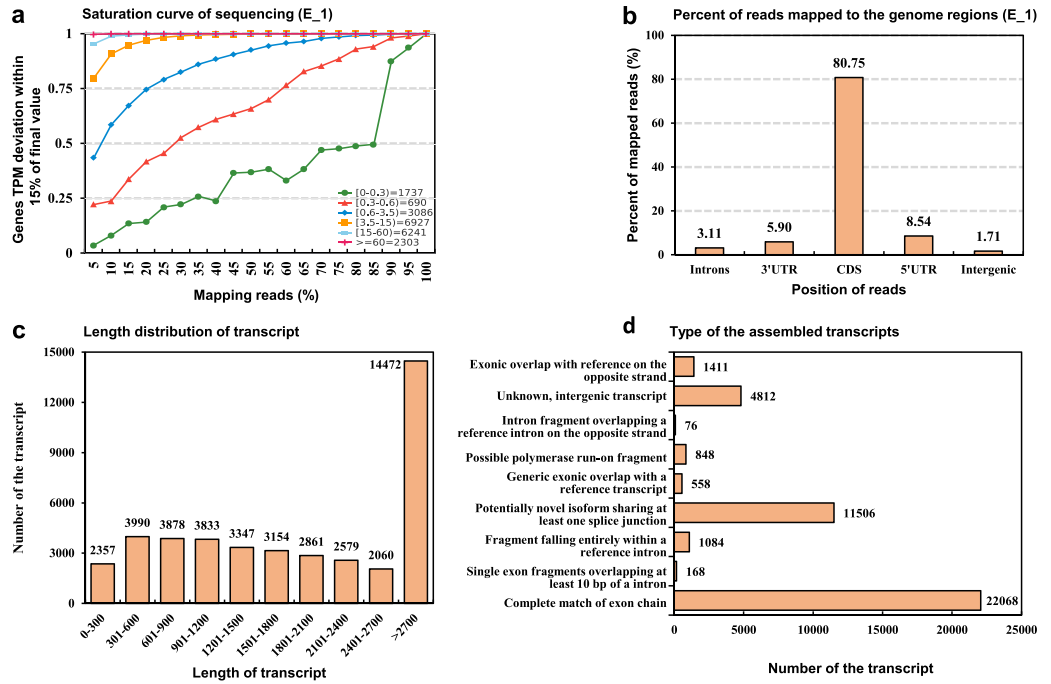 a
Saturation curve of sequencing (E_1)
Genes TPM deviation within
15% of final value
1
0.75
0.5
0.25
0
[0-0.3)=1737
[0.3-0.6)=690
[0.6-3.5)=3086
[3.5-15)=6927
[15-60)=6241
>=60=2303
5 10 15 20 25 30 35 40 45 50 55 60 65 70 75 80 85 90 95 100
Mapping reads (%)
b
Percent of reads mapped to the genome regions (E_1)
Percent of mapped reads (%)
100
80
60
40
20
0
3.11 5.90 80.75 8.54 1.71
Introns 3'UTR CDS 5'UTR Intergenic
Position of reads
c
Length distribution of transcript
Number of the transcript
15000
12000
9000
6000
3000
0
2357 3990 3878 3833 3347 3154 2861 2579 2060 14472
0-300 301-600 601-900 901-1200 1201-1500 1501-1800 1801-2100 2101-2400 2401-2700 >2700
Length of transcript
d
Type of the assembled transcripts
Exonic overlap with reference on the
opposite strand
1411
Unknown, intergenic transcript
4812
Intron fragment overlapping a
reference intron on the opposite strand
76
Possible polymerase run-on fragment
848
Generic exonic overlap with a
reference transcript
558
Potentially novel isoform sharing at
least one splice junction
11506
Fragment falling entirely within a
reference intron
1084
Single exon fragments overlapping at
least 10 bp of a intron
168
Complete match of exon chain
22068
0 5000 10000 15000 20000 25000
Number of the transcript